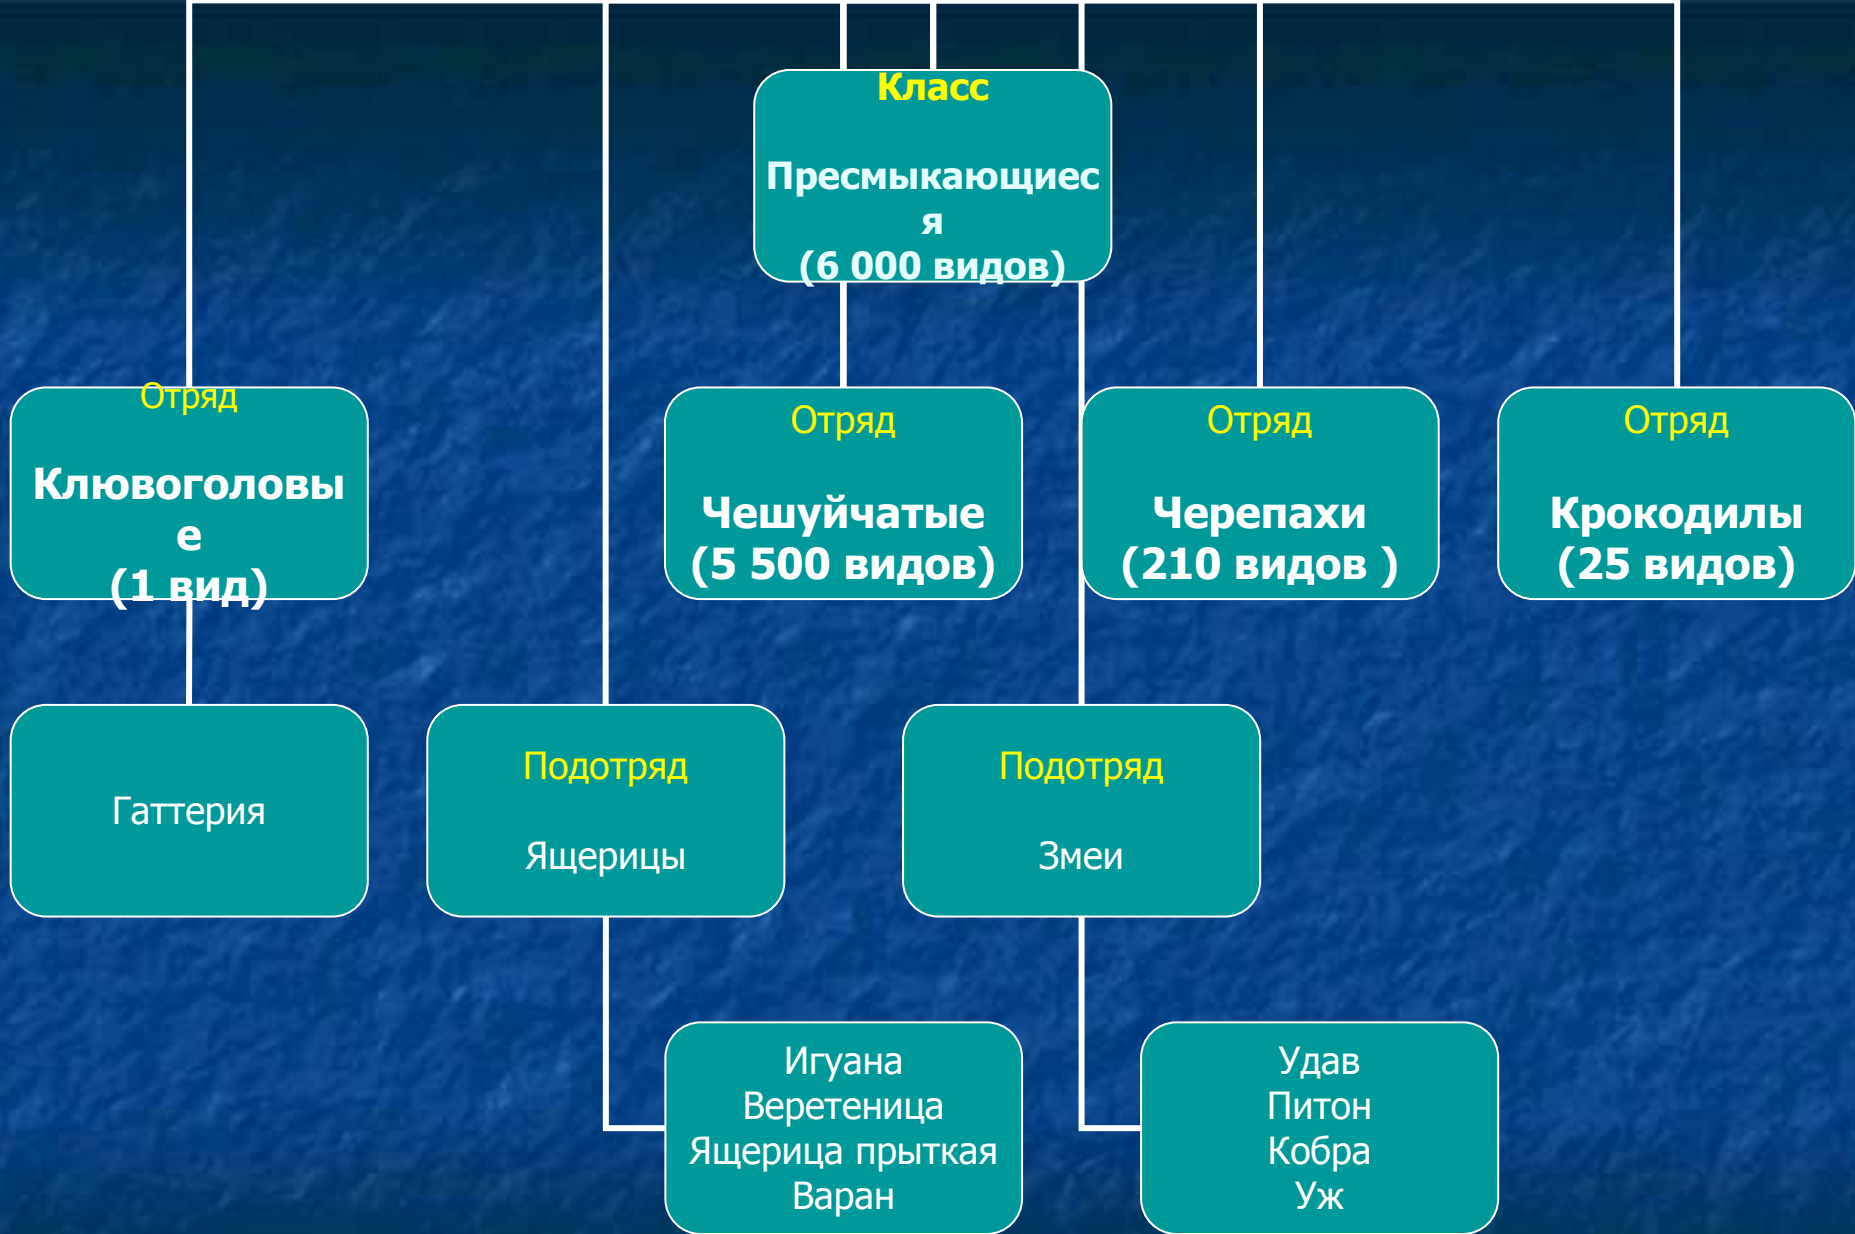 Класс
Пресмыкающиес
я
(6 000 видов)
Отряд
Клювоголовы
е
(1 вид)
Отряд
Чешуйчатые
(5 500 видов)
Отряд
Черепахи
(210 видов )
Отряд
Крокодилы
(25 видов)
Гаттерия
Подотряд
Ящерицы
Подотряд
Змеи
Игуана
Веретеница
Ящерица прыткая
Варан
Удав
Питон
Кобра
Уж